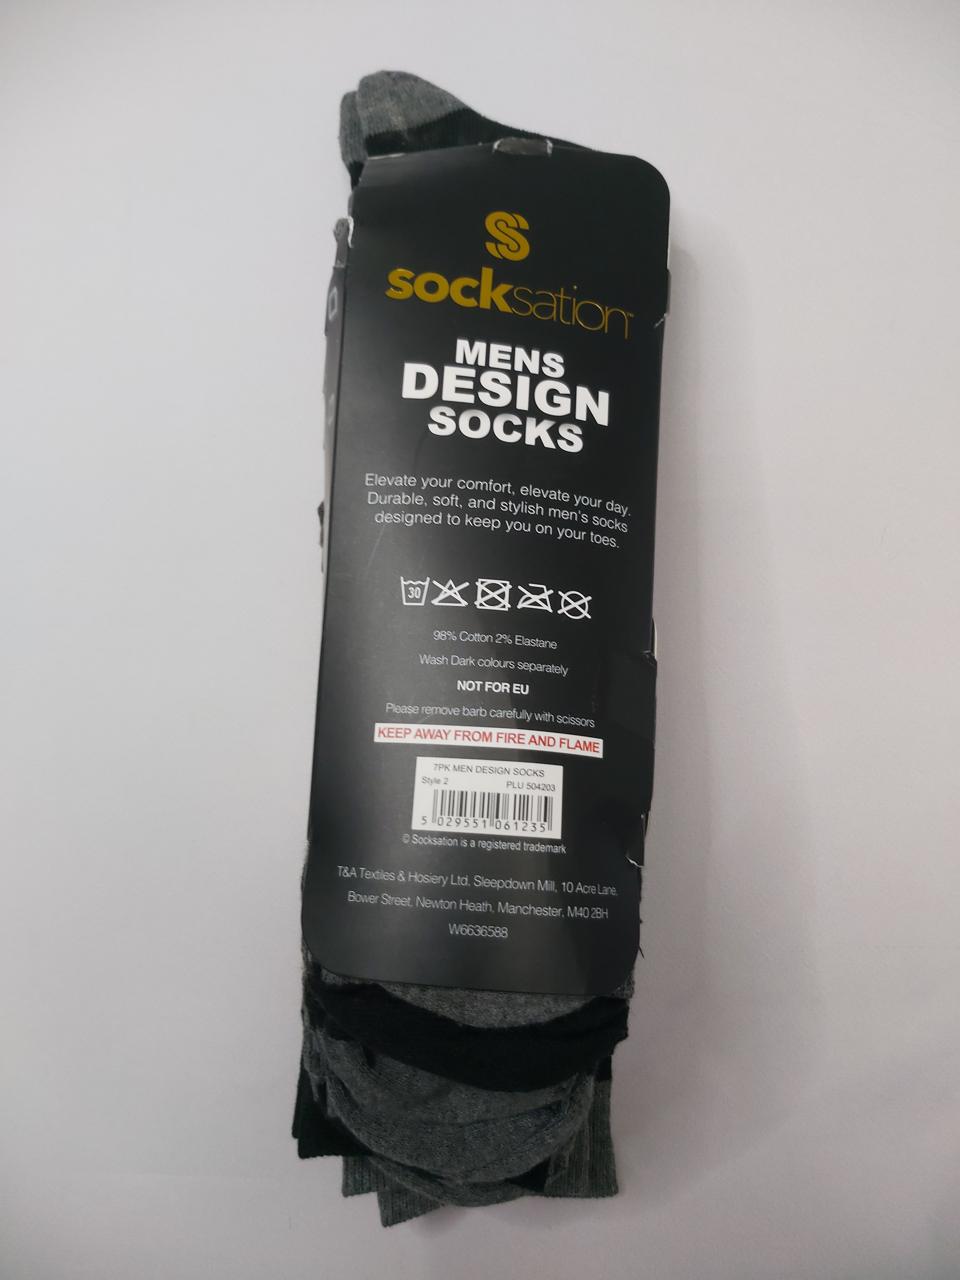 socksation™
MENS
DESIGN
SOCKS
Elevate your comfort, elevate your day.
Durable, soft, and stylish men's socks
designed to keep you on your toes.
30
98% Cotton 2% Elastane
Wash Dark colours separately
NOT FOR EU
Please remove barb carefully with scissors
KEEP AWAY FROM FIRE AND FLAME
7PK MEN DESIGN SOCKS
Style 2 PLU 504203
5 029551 061235
© Socksation is a registered trademark
T&A Textiles & Hosiery Ltd, Sleepdown Mill, 10 Acre Lane,
Bower Street, Newton Heath, Manchester, M40 2BH
W6636588